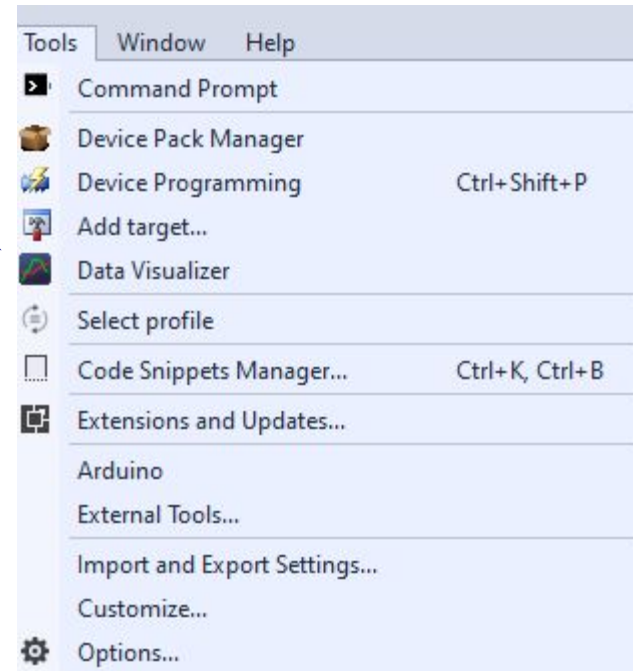 Tools Window Help
Command Prompt
Device Pack Manager
Device Programming Ctrl+Shift+P
Add target...
Data Visualizer
Select profile
Code Snippets Manager... Ctrl+K, Ctrl+B
Extensions and Updates...
Arduino
External Tools...
Import and Export Settings...
Customize...
Options...